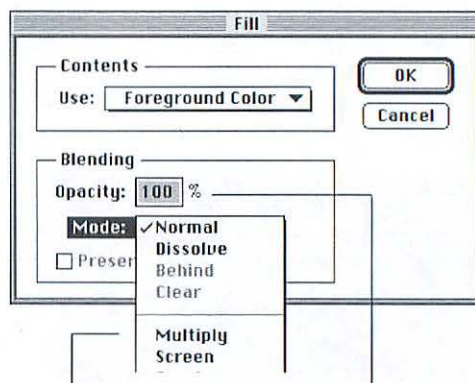 Fill
Contents
Use: Foreground Color
OK
Cancel
Blending
Opacity: 100 %
Mode: ✓Normal
Dissolve
Behind
Clear
Multiply
Screen